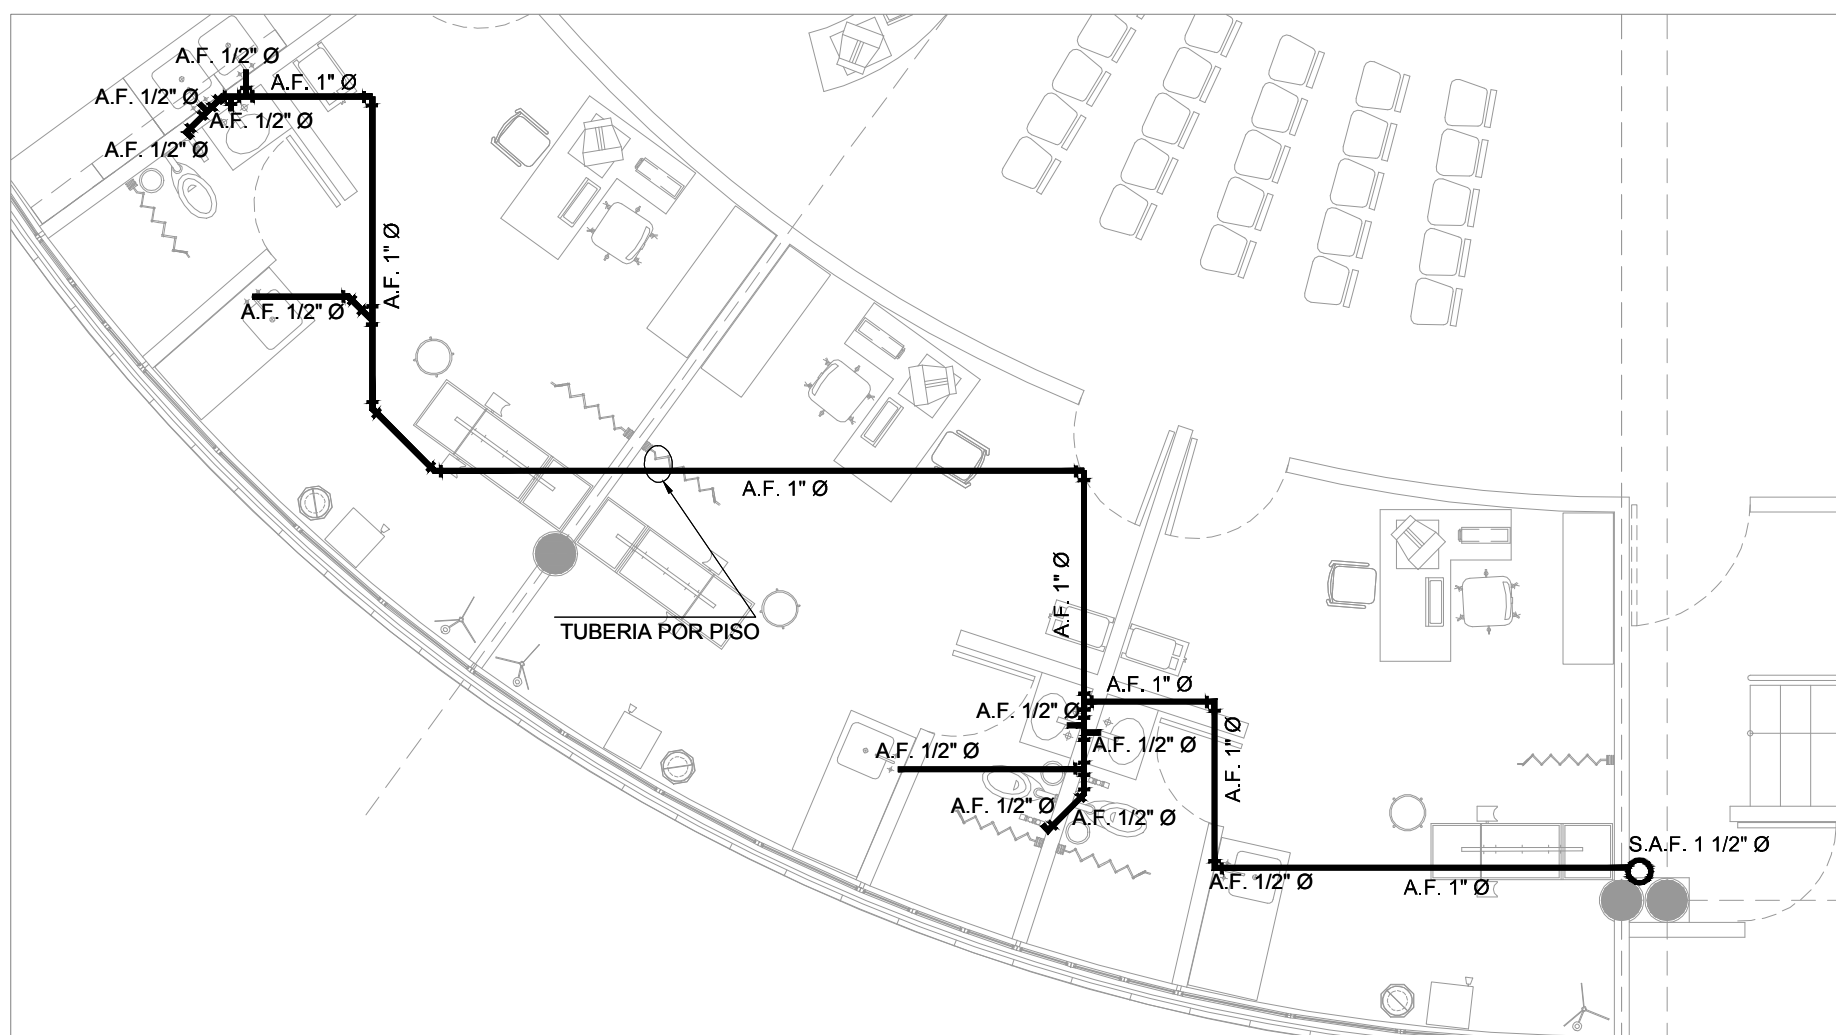 A.F. 1/2" Ø
A.F. 1" Ø
A.F. 1/2" Ø
A.F. 1/2" Ø
A.F. 1/2" Ø
A.F. 1" Ø
A.F. 1/2" Ø
A.F. 1" Ø
A.F. 1" Ø
TUBERIA POR PISO
A.F. 1" Ø
A.F. 1/2" Ø
A.F. 1/2" Ø
A.F. 1/2" Ø
A.F. 1" Ø
A.F. 1/2" Ø
A.F. 1/2" Ø
S.A.F. 1 1/2" Ø
A.F. 1/2" Ø
A.F. 1" Ø